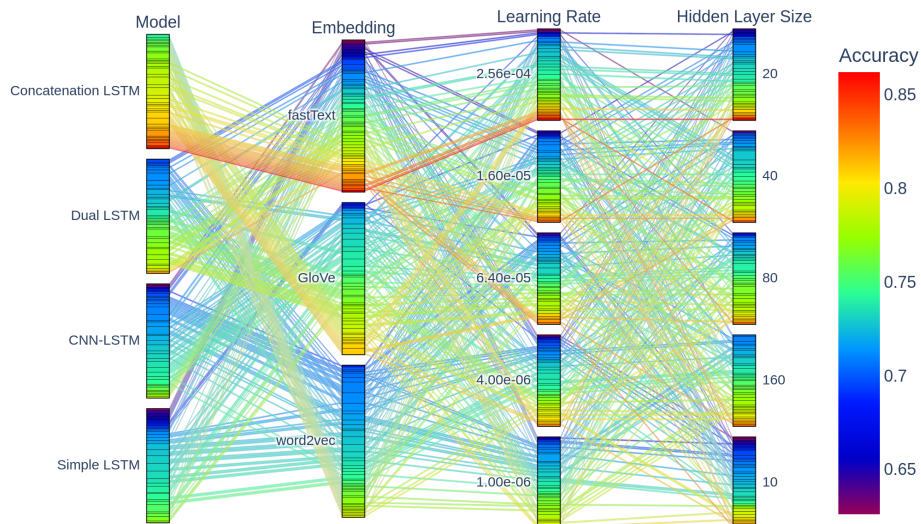 Model
Embedding
Learning Rate
Hidden Layer Size
Accuracy
Concatenation LSTM
Dual LSTM
CNN-LSTM
Simple LSTM
fastText
GloVe
word2vec
2.56e-04
1.60e-05
6.40e-05
4.00e-06
1.00e-06
20
40
80
160
10
0.85
0.8
0.75
0.7
0.65